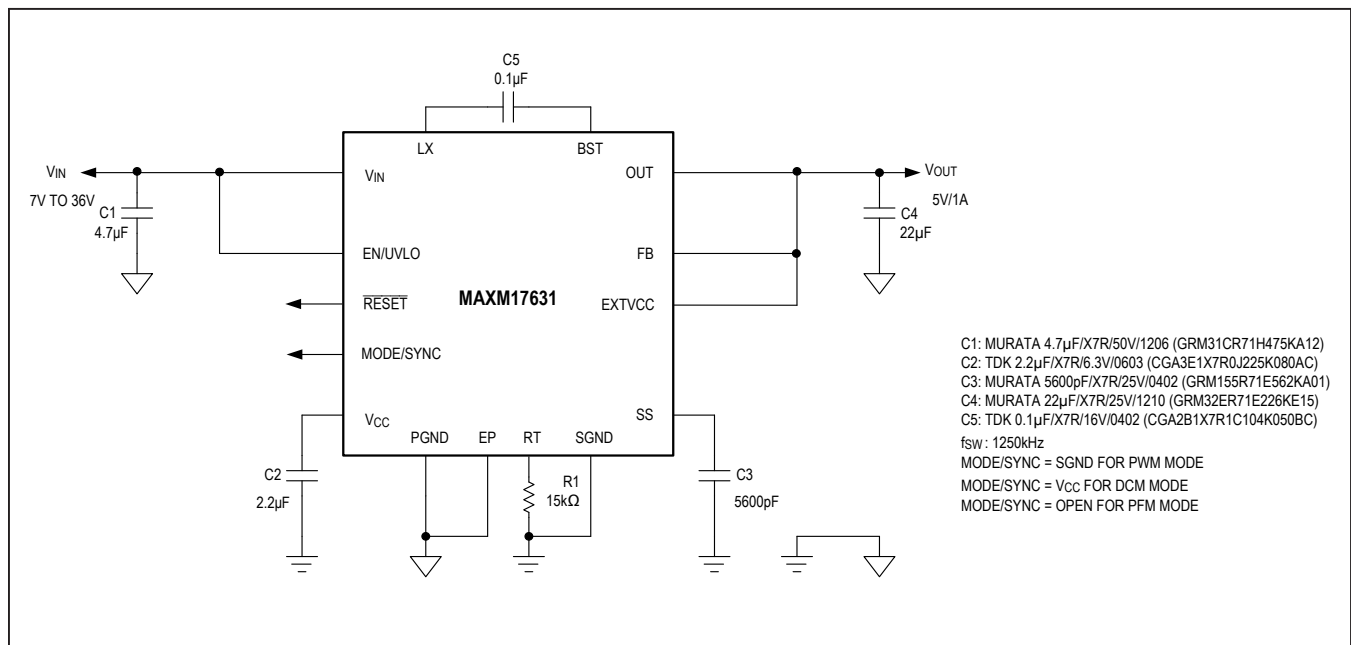 C5
0.1µF
LX
BST
VIN
7V TO 36V
C1
4.7µF
VIN
EN/UVLO
RESET
MODE/SYNC
VCC
MAXM17631
OUT
FB
EXTVCC
SS
VOUT
5V/1A
C4
22µF
PGND
EP
RT
SGND
C2
2.2µF
R1
15kΩ
C3
5600pF
C1: MURATA 4.7µF/X7R/50V/1206 (GRM31CR71H475KA12)
C2: TDK 2.2µF/X7R/6.3V/0603 (CGA3E1X7R0J225K080AC)
C3: MURATA 5600pF/X7R/25V/0402 (GRM155R71E562KA01)
C4: MURATA 22µF/X7R/25V/1210 (GRM32ER71E226KE15)
C5: TDK 0.1µF/X7R/16V/0402 (CGA2B1X7R1C104K050BC)
fSW : 1250kHz
MODE/SYNC = SGND FOR PWM MODE
MODE/SYNC = VCC FOR DCM MODE
MODE/SYNC = OPEN FOR PFM MODE